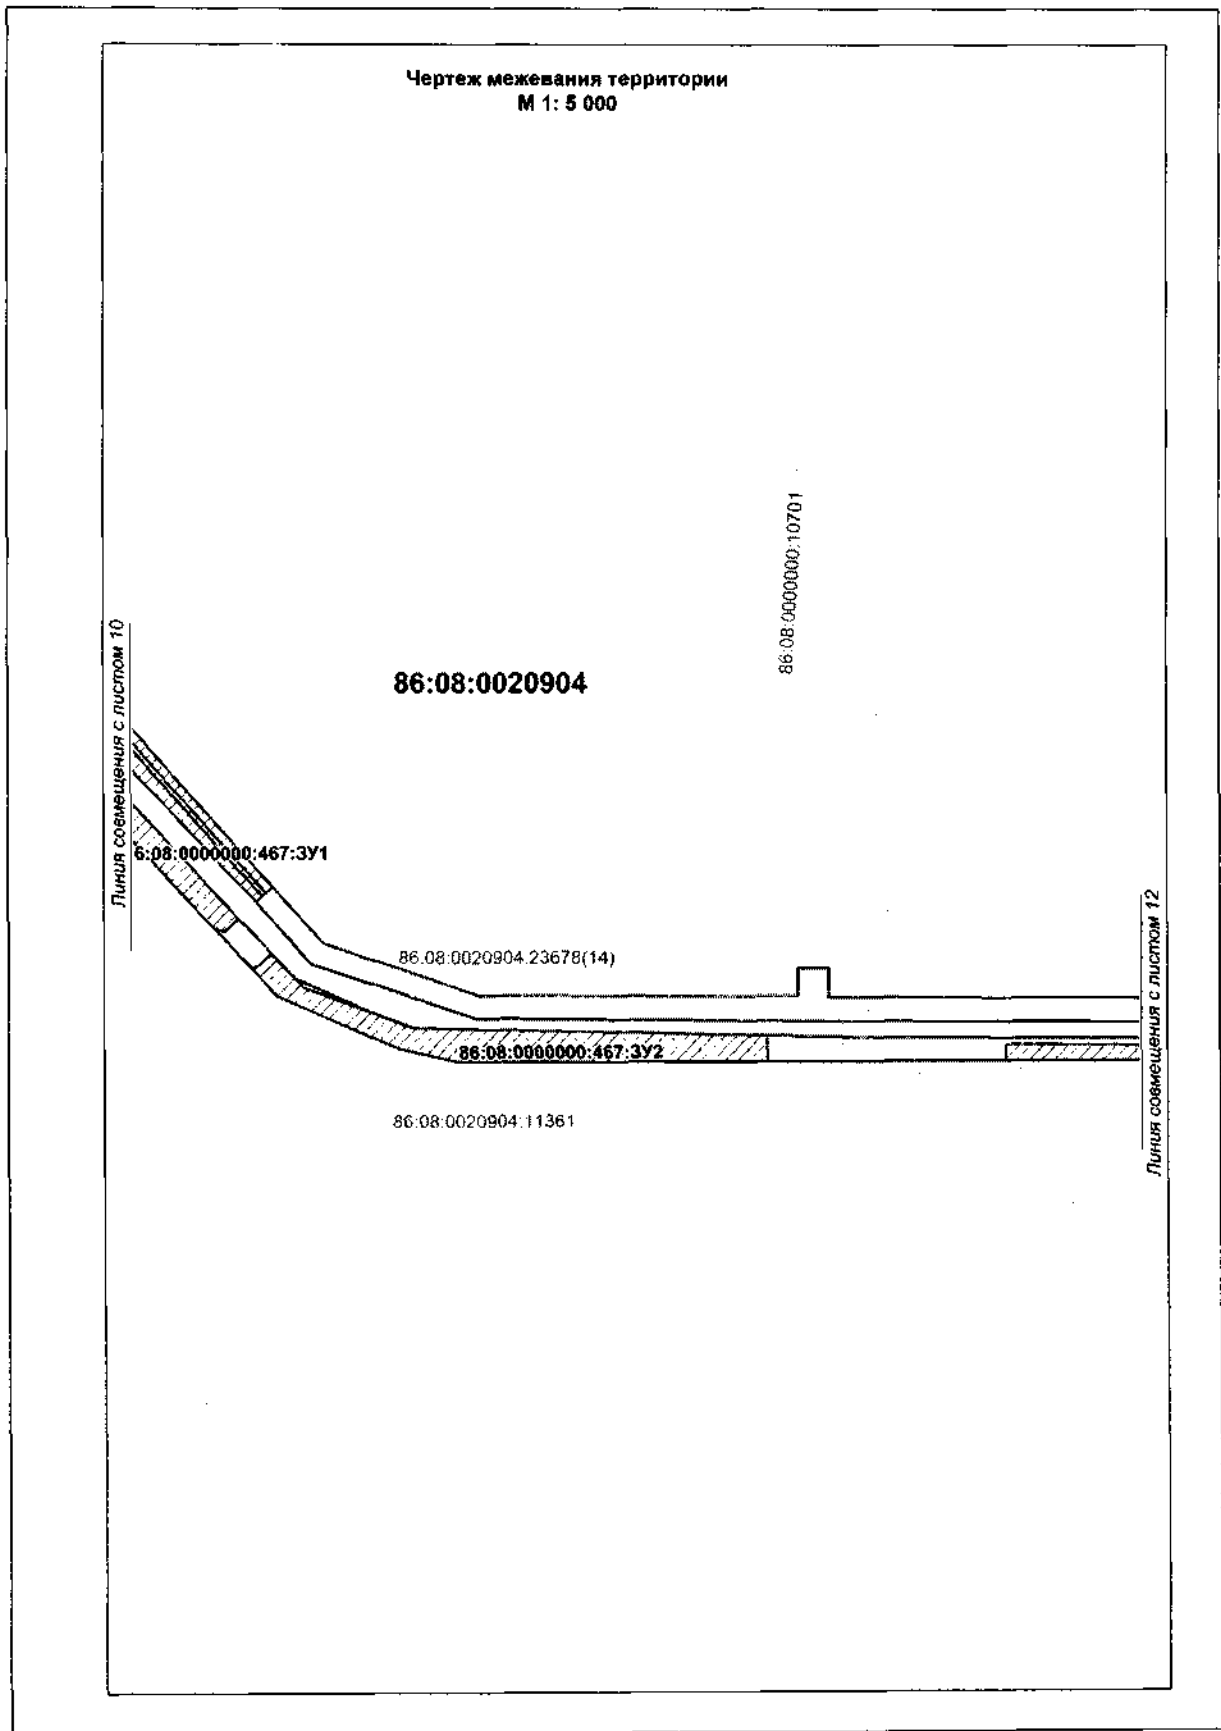 Чертеж межевания территории
М 1: 5 000
86:08:0000000:10701
Линия совмещения с листом 10
86:08:0020904
6:08:0000000:467:ЗУ1
86:08:0020904:23678(14)
Линия совмещения с листом 12
86:08:0000000:467:ЗУ2
86:08:0020904:11361